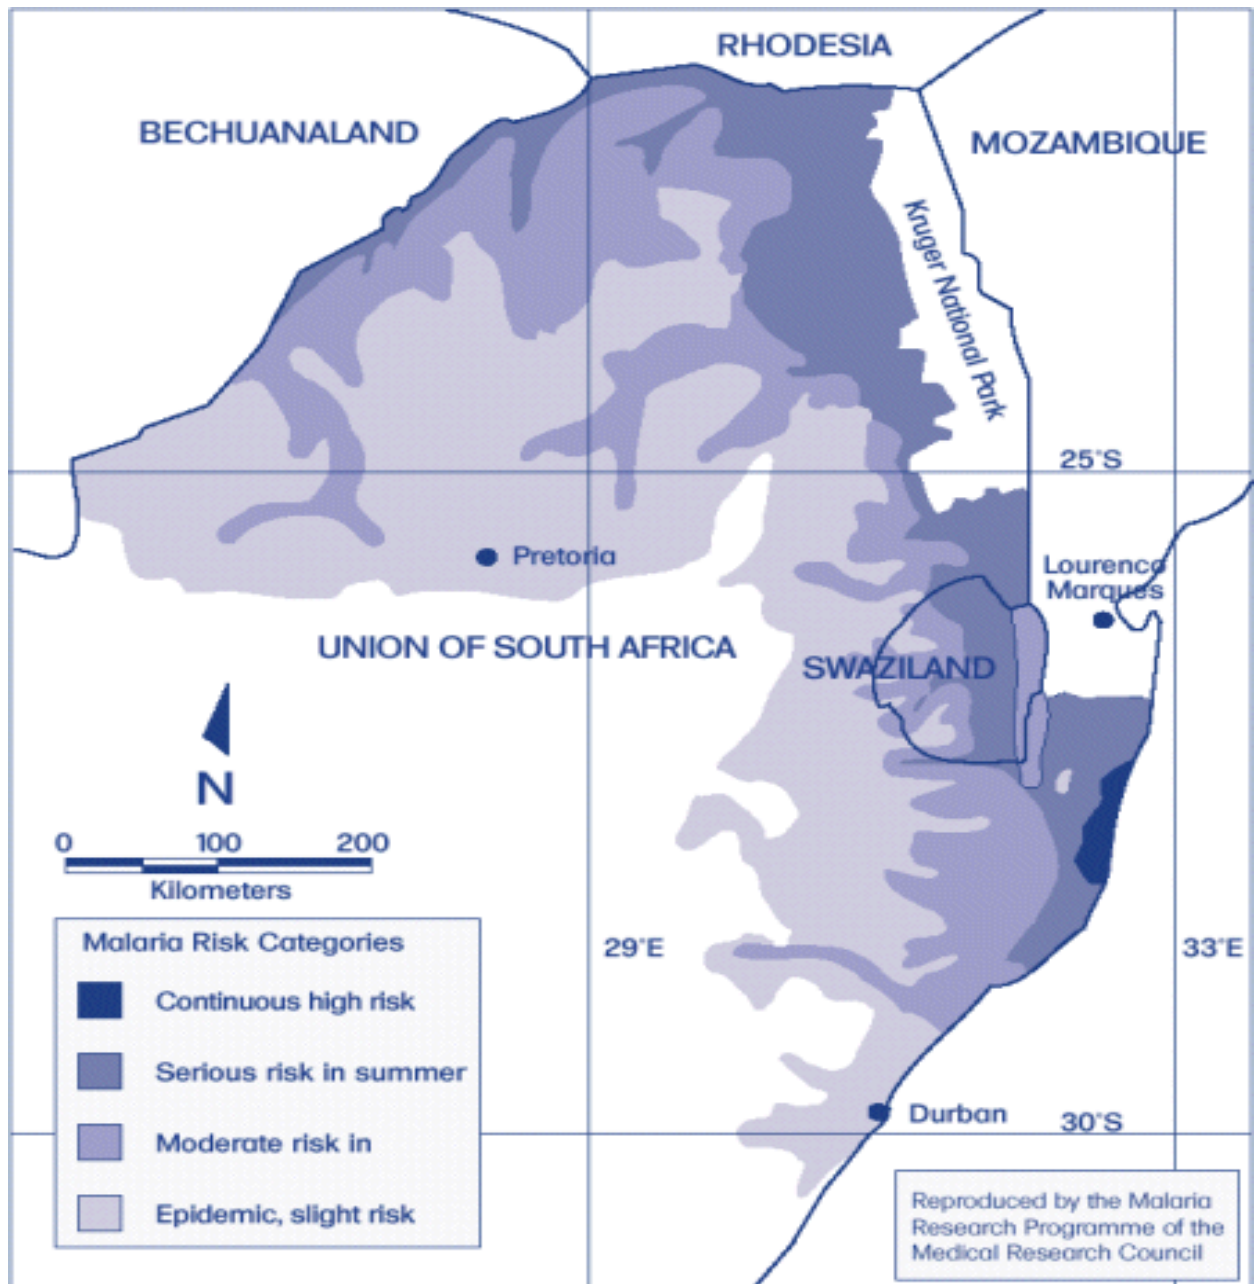 RHODESIA
BECHUANALAND
MOZAMBIQUE
Kruger National Park
25°S
Pretoria
Lourenco
Marques
UNION OF SOUTH AFRICA
SWAZILAND
N
0 100 200
Kilometers
Malaria Risk Categories
Continuous high risk
Serious risk in summer
Moderate risk in
Epidemic, slight risk
29°E
33°E
Durban
30°S
Reproduced by the Malaria
Research Programme of the
Medical Research Council